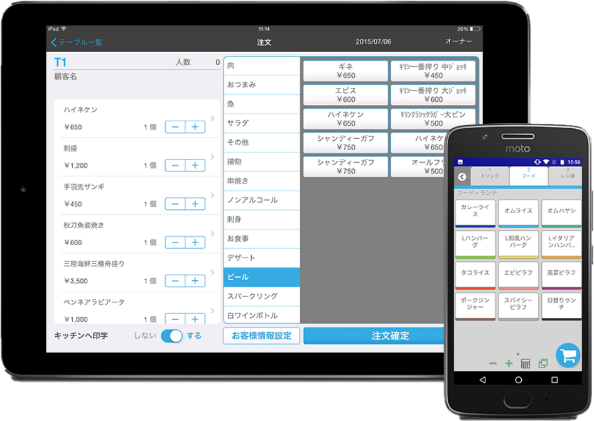 iPad
11:14
26%
テーブル一覧
注文
2015/07/06
オーナー
T1
人数
0
顧客名
ハイネケン
¥650
1 個
刺盛
¥1,200
1 個
手羽先ザンギ
¥450
1 個
秋刀魚姿焼き
¥600
1 個
三陸海鮮三種舟盛り
¥3,500
1 個
ペンネアラビアータ
¥1,000
1 個
キッチンへ印字
しない
する
肉
おつまみ
魚
サラダ
その他
揚物
串焼き
ノンアルコール
刺身
お食事
デザート
ビール
スパークリング
白ワインボトル
お客様情報設定
ギネ
¥650
ｷﾘﾝ一番搾り 中ｼﾞｮｯｷ
¥450
エビス
¥600
ｷﾘﾝ一番搾り 大ｼﾞｮｯｷ
¥600
ハイネケン
¥650
ｷﾘﾝｸﾗｼｯｸﾗｶﾞｰ大ビン
¥500
シャンディーガフ
¥750
ハイネケ
¥65
シャンディーガフ
¥750
オールフリ
¥500
注文確定
moto
10:56
1
ドリンク
2
フード
3
レジ横
フード > ランチ
カレーライ
ス
オムライス
オムハヤシ
Lハンバー
グ
L和風ハン
バーグ
Lイタリア
ンハンバ...
タコライス
エビピラフ
高菜ピラフ
ポークジン
ジャー
スパイシー
ピラフ
日替りラン
チ